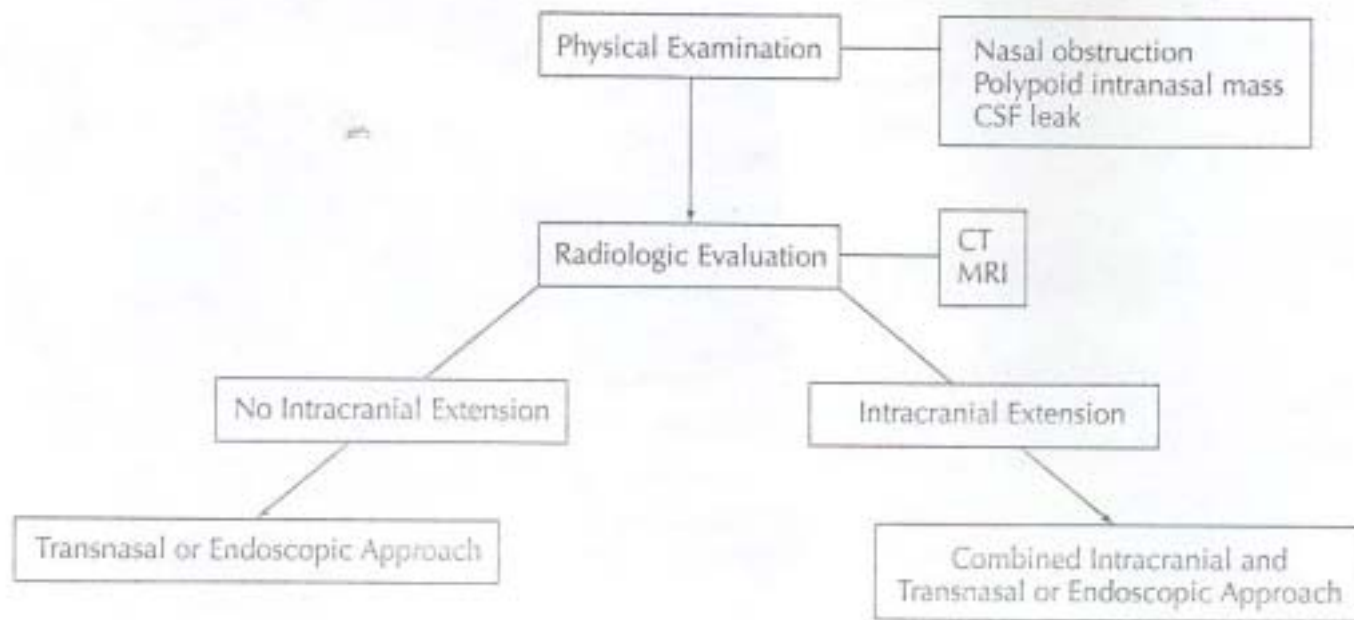 Physical Examination
Nasal obstruction
Polypoid intranasal mass
CSF leak
Radiologic Evaluation
CT
MRI
No Intracranial Extension
Intracranial Extension
Transnasal or Endoscopic Approach
Combined Intracranial and
Transnasal or Endoscopic Approach